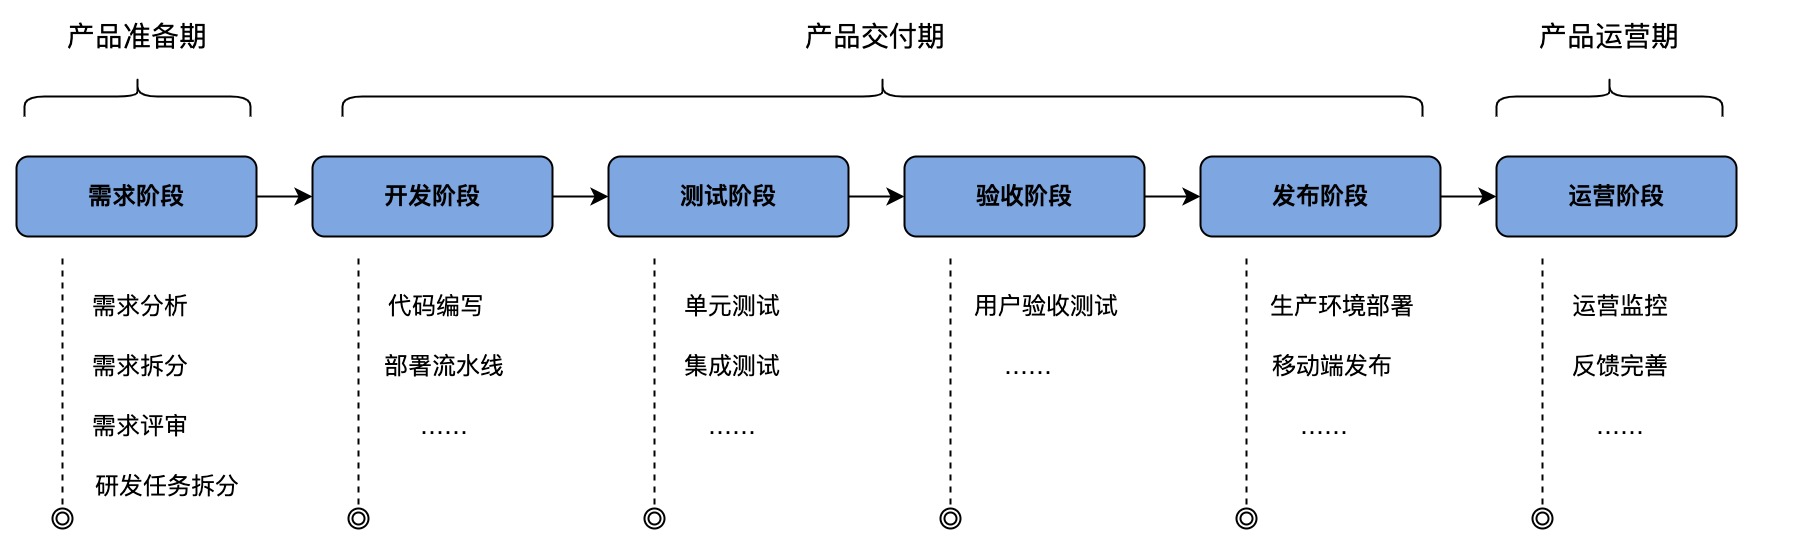 产品准备期
产品交付期
产品运营期
需求阶段
开发阶段
测试阶段
验收阶段
发布阶段
运营阶段
需求分析
需求拆分
需求评审
研发任务拆分
代码编写
部署流水线
......
单元测试
集成测试
......
用户验收测试
......
生产环境部署
移动端发布
......
运营监控
反馈完善
......